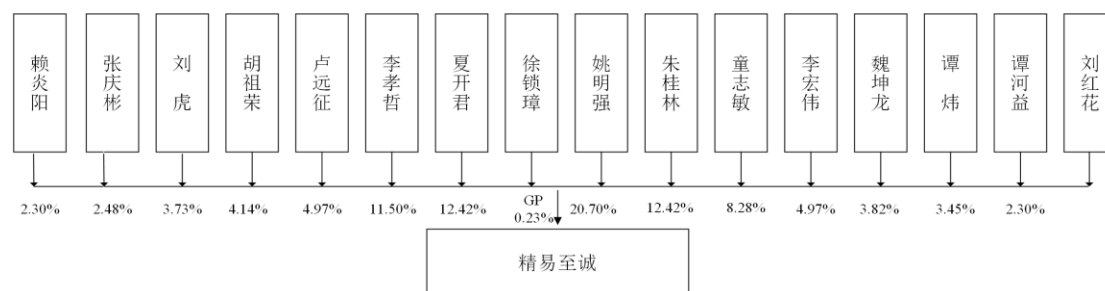 赖炎阳
张庆彬
刘 虎
胡祖荣
卢远征
李孝哲
夏开君
徐锁璋
姚明强
朱桂林
童志敏
李宏伟
魏坤龙
谭 炜
谭河益
刘红花
2.30%
2.48%
3.73%
4.14%
4.97%
11.50%
12.42%
GP
0.23%
20.70%
12.42%
8.28%
4.97%
3.82%
3.45%
2.30%
精易至诚